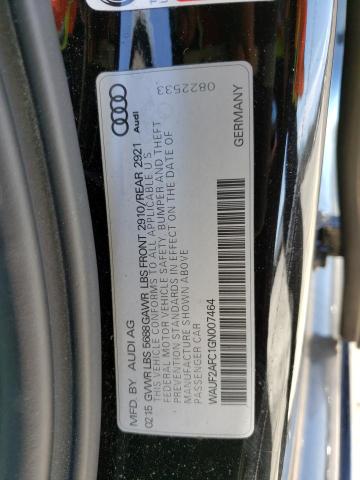 MFD. BY AUDI AG
02 15 GVWR LBS 5688 GAWR LBS FRONT 2910/REAR 2921
THIS VEHICLE CONFORMS TO ALL APPLICABLE U S
FEDERAL MOTOR VEHICLE SAFETY, BUMPER AND THEFT
PREVENTION STANDARDS IN EFFECT ON THE DATE OF
MANUFACTURE SHOWN ABOVE
PASSENGER CAR
WAUF2AFC1GN007464
Audi
0822533
GERMANY